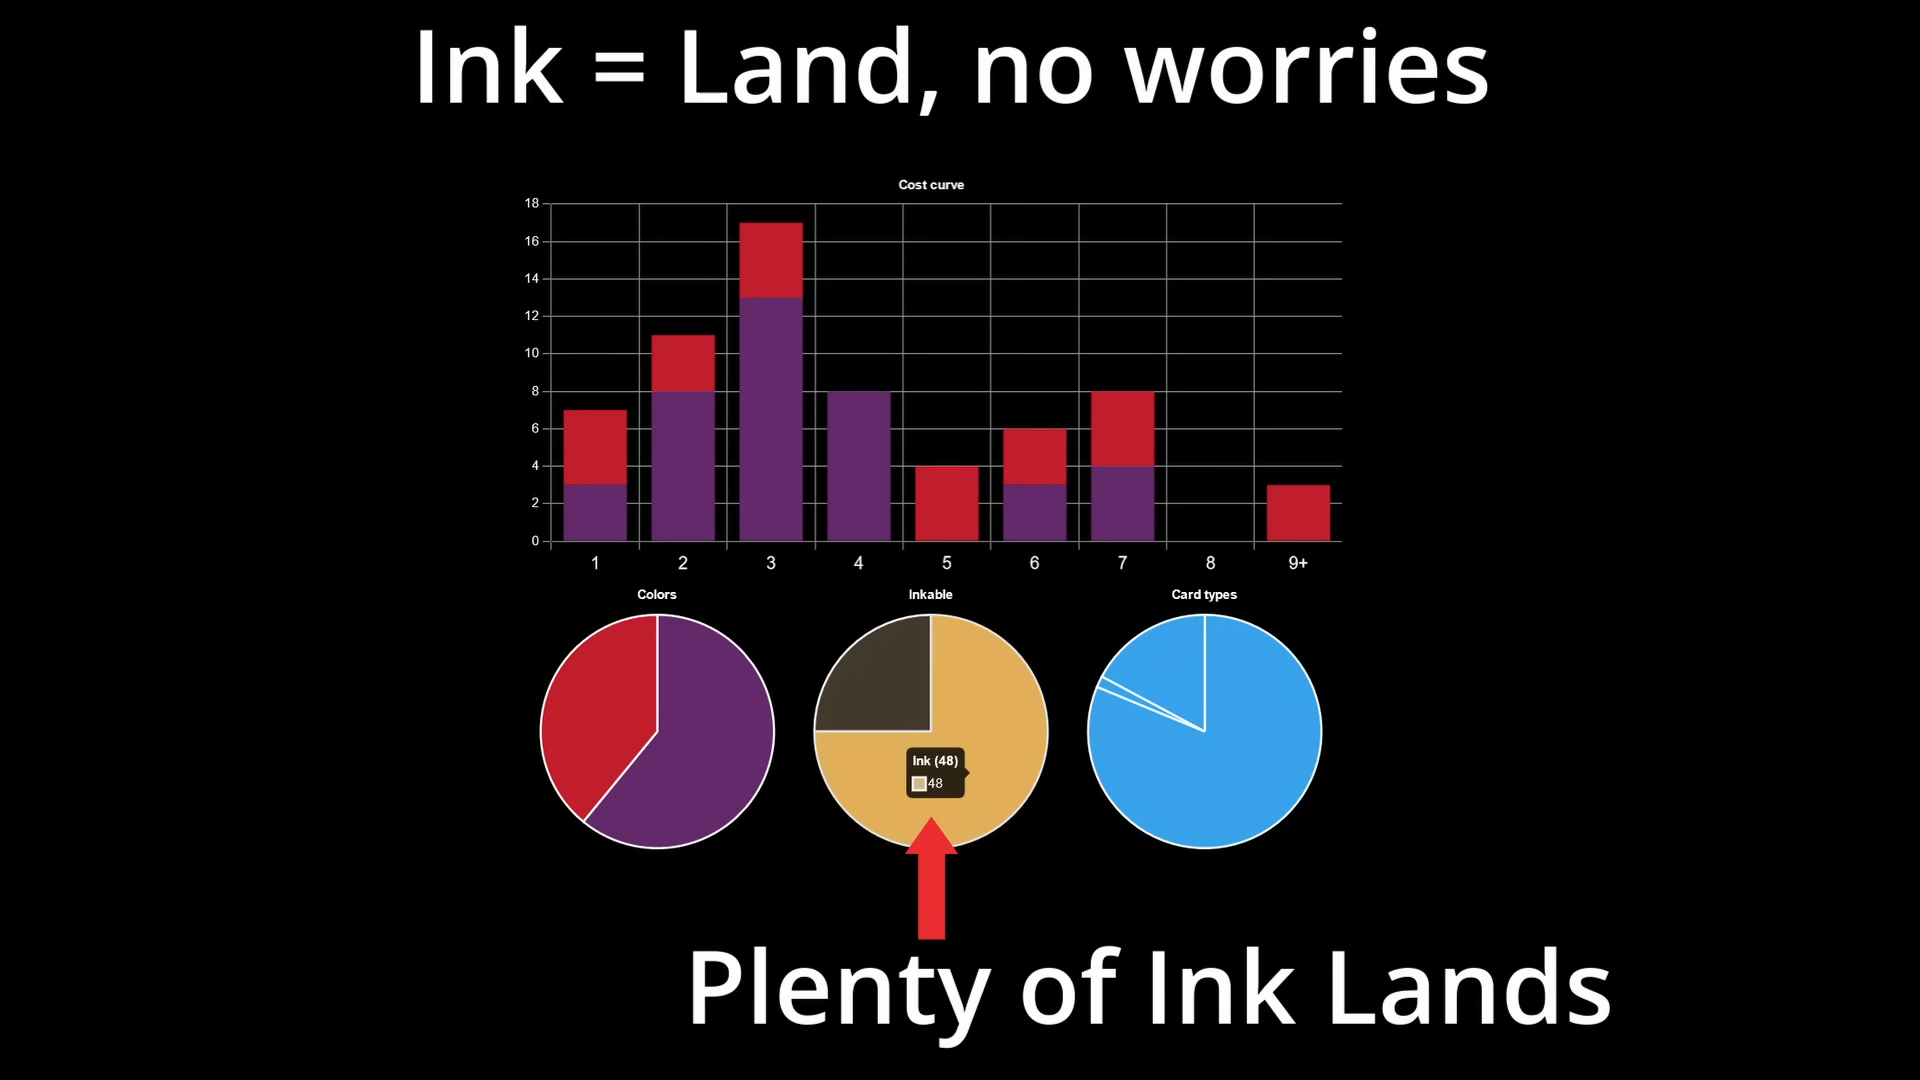 Ink = Land, no worries
Cost curve
18
16
14
12
10
8
6
4
2
0
1 2 3 4 5 6 7 8 9+
Colors Inkable Card types
Ink (48)
48
Plenty of Ink Lands